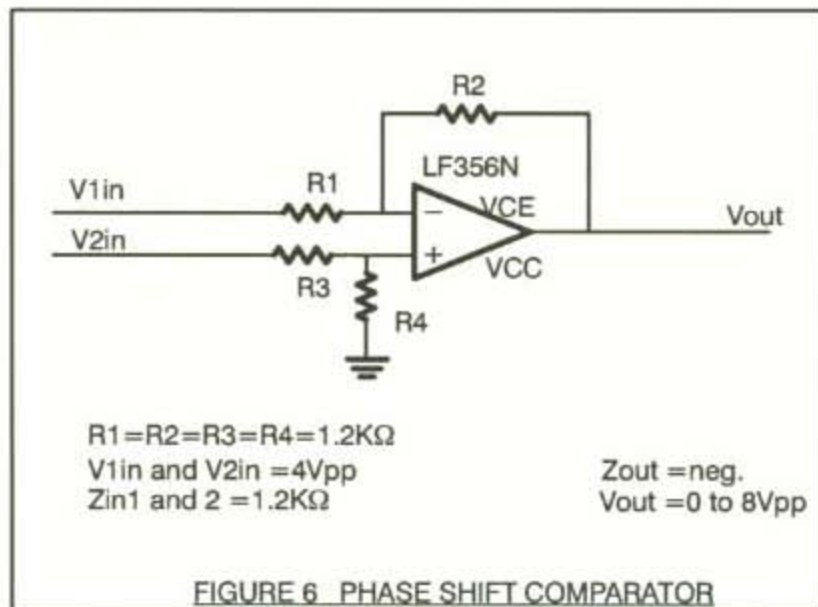 R2
LF356N
R1
V1in
VCE
Vout
V2in
VCC
R3
R4
R1=R2=R3=R4=1.2KΩ
V1in and V2in =4Vpp
Zout =neg.
Zin1 and 2 =1.2KΩ
Vout =0 to 8Vpp
FIGURE 6 PHASE SHIFT COMPARATOR